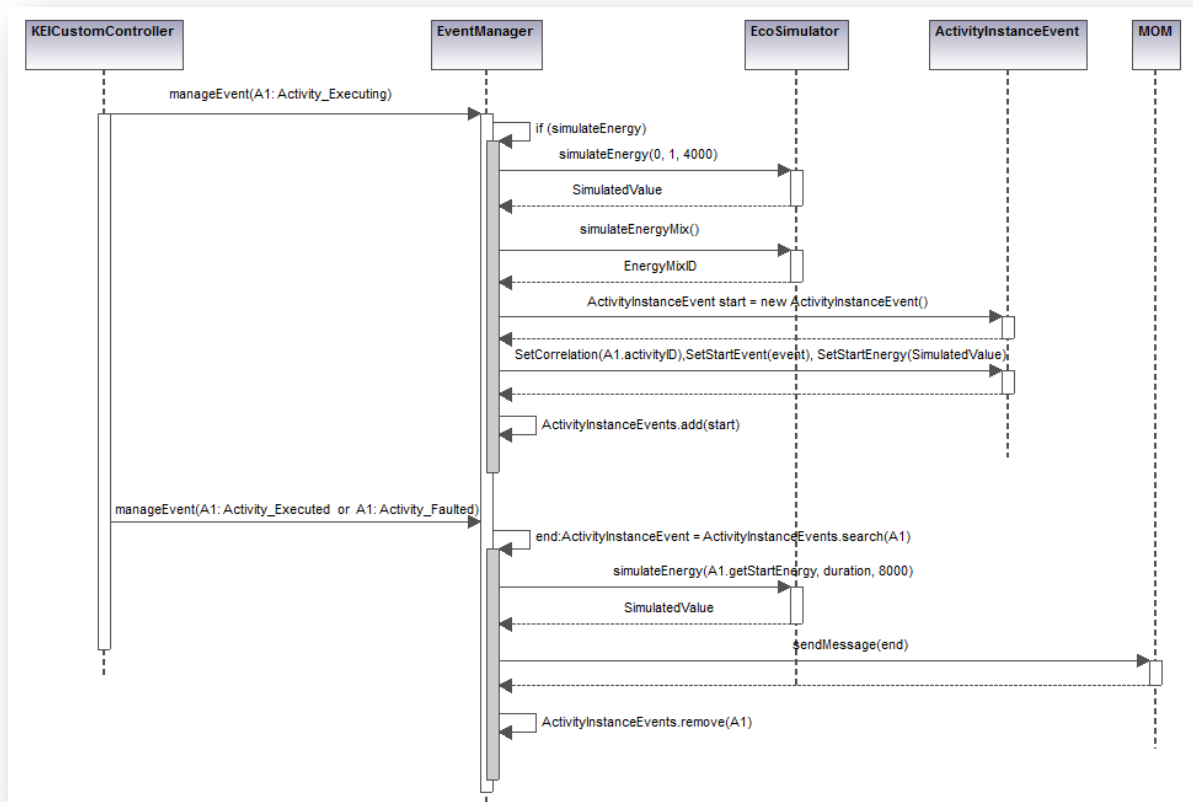 KEICustomController
EventManager
EcoSimulator
ActivityInstanceEvent
MOM
manageEvent(A1: Activity_Executing)
if (simulateEnergy)
simulateEnergy(0, 1, 4000)
SimulatedValue
simulateEnergyMix()
EnergyMixID
ActivityInstanceEvent start = new ActivityInstanceEvent()
SetCorrelation(A1.activityID),SetStartEvent(event), SetStartEnergy(SimulatedValue)
ActivityInstanceEvents.add(start)
manageEvent(A1: Activity_Executed or A1: Activity_Faulted)
end:ActivityInstanceEvent = ActivityInstanceEvents.search(A1)
simulateEnergy(A1.getStartEnergy, duration, 8000)
SimulatedValue
sendMessage(end)
ActivityInstanceEvents.remove(A1)